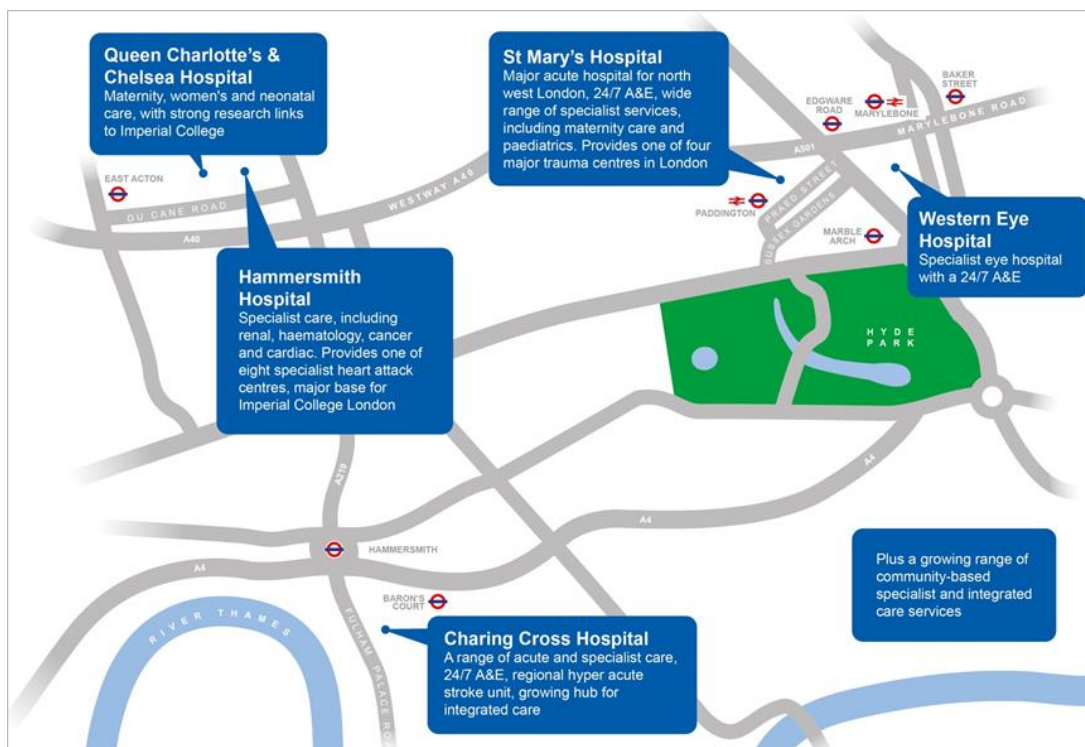 Queen Charlotte's &
Chelsea Hospital
Maternity, women's and neonatal
care, with strong research links
to Imperial College
St Mary's Hospital
Major acute hospital for north
west London, 24/7 A&E, wide
range of specialist services,
including maternity care and
paediatrics. Provides one of four
major trauma centres in London
BAKER
STREET
EDGWARE
ROAD
MARYLEBONE
MARYLEBONE ROAD
A501
EAST ACTON
DU CANE ROAD
WESTWAY A40
A40
PADDINGTON
PRAED STREET
SUSSEX GARDENS
MARBLE
ARCH
Western Eye
Hospital
Specialist eye hospital
with a 24/7 A&E
Hammersmith
Hospital
Specialist care, including
renal, haematology, cancer
and cardiac. Provides one of
eight specialist heart attack
centres, major base for
Imperial College London
HYDE
PARK
A219
A4
A4
HAMMERSMITH
A4
BARON'S
COURT
RIVER THAMES
FULHAM PALACE RO
Charing Cross Hospital
A range of acute and specialist care,
24/7 A&E, regional hyper acute
stroke unit, growing hub for
integrated care
Plus a growing range of
community-based
specialist and integrated
care services